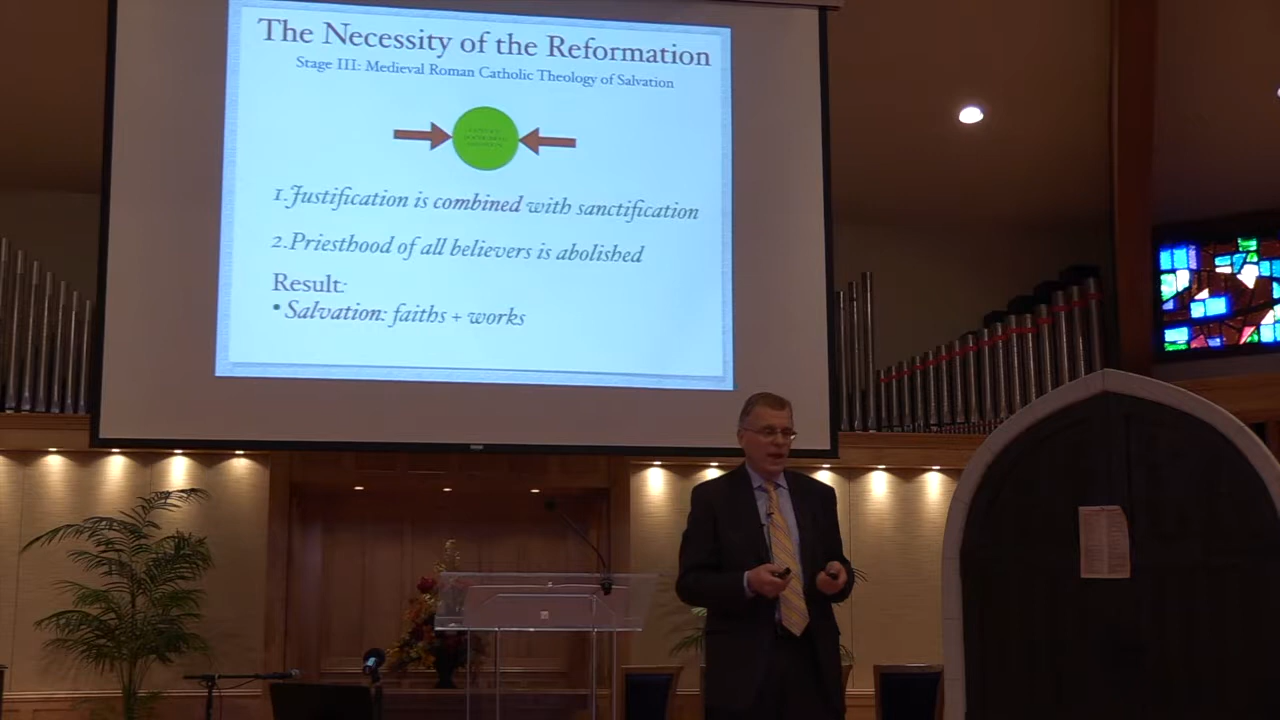 The Necessity of the Reformation
Stage III: Medieval Roman Catholic Theology of Salvation
1.Justification is combined with sanctification
2.Priesthood of all believers is abolished
Result:
• Salvation: faiths + works